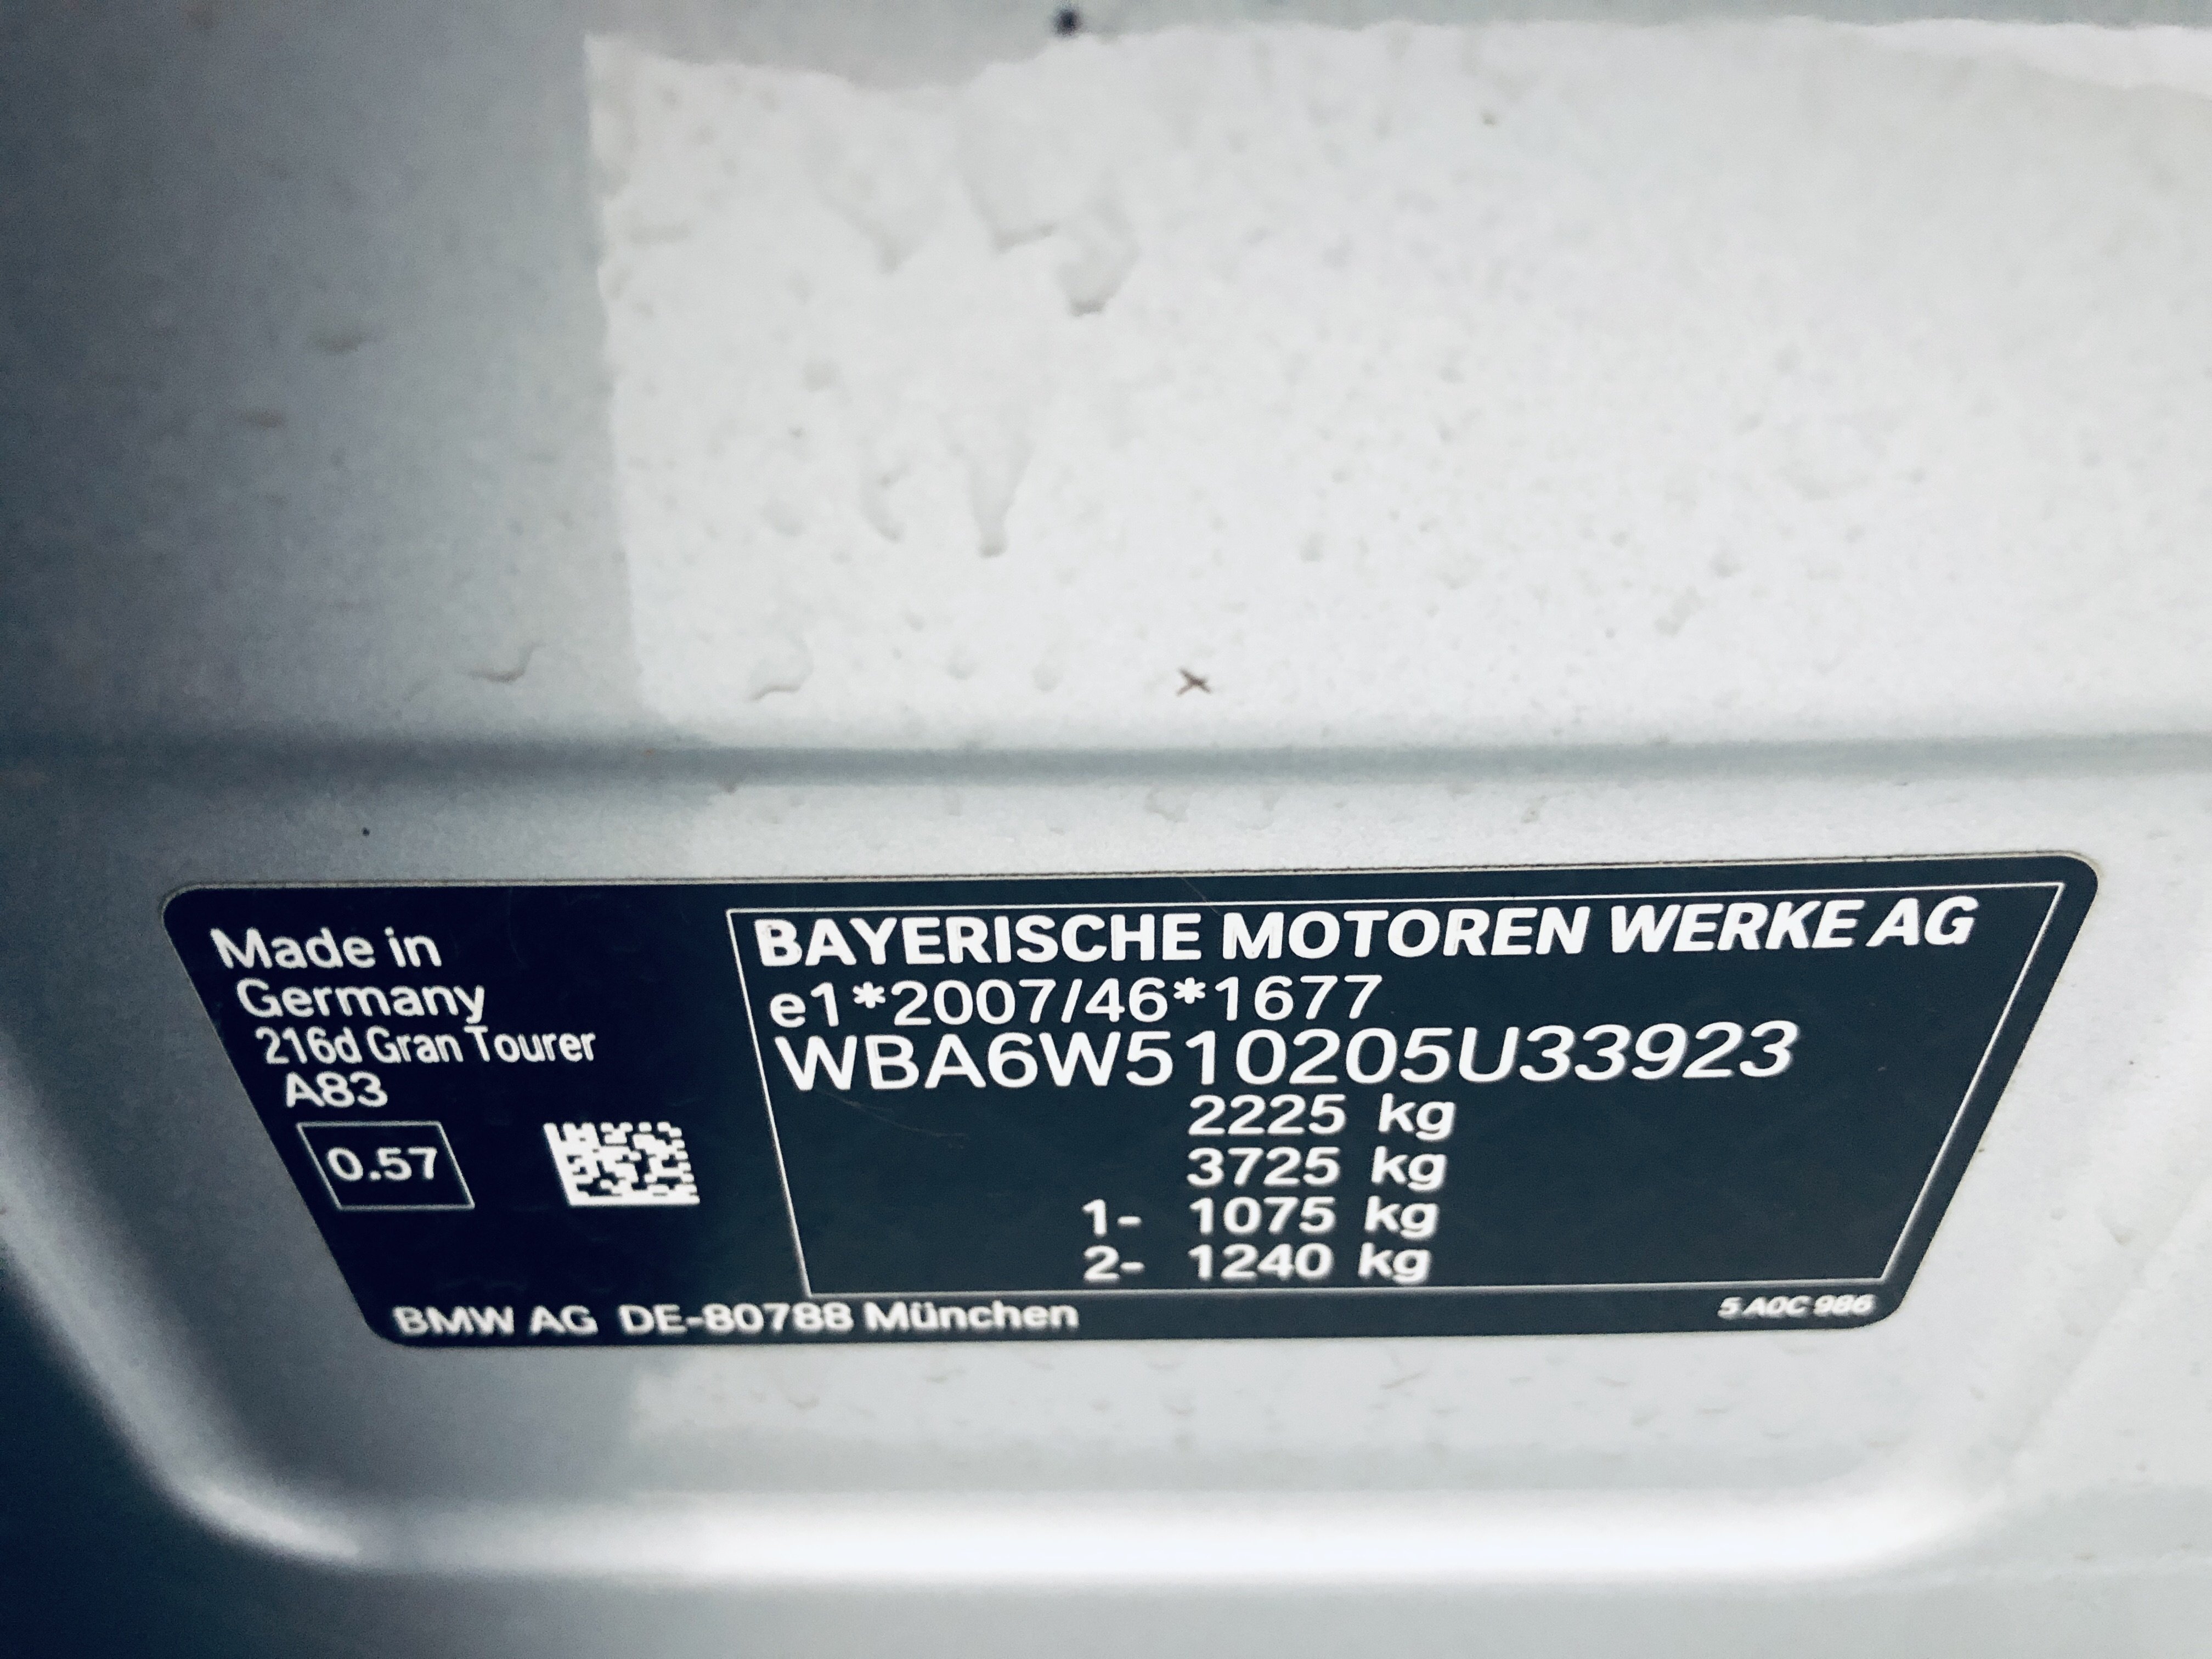 Made in
Germany
216d Gran Tourer
A83
0.57
BAYERISCHE MOTOREN WERKE AG
e1*2007/46*1677
WBA6W510205U33923
2225 kg
3725 kg
1- 1075 kg
2- 1240 kg
BMW AG DE-80788 München
5 A0C 986